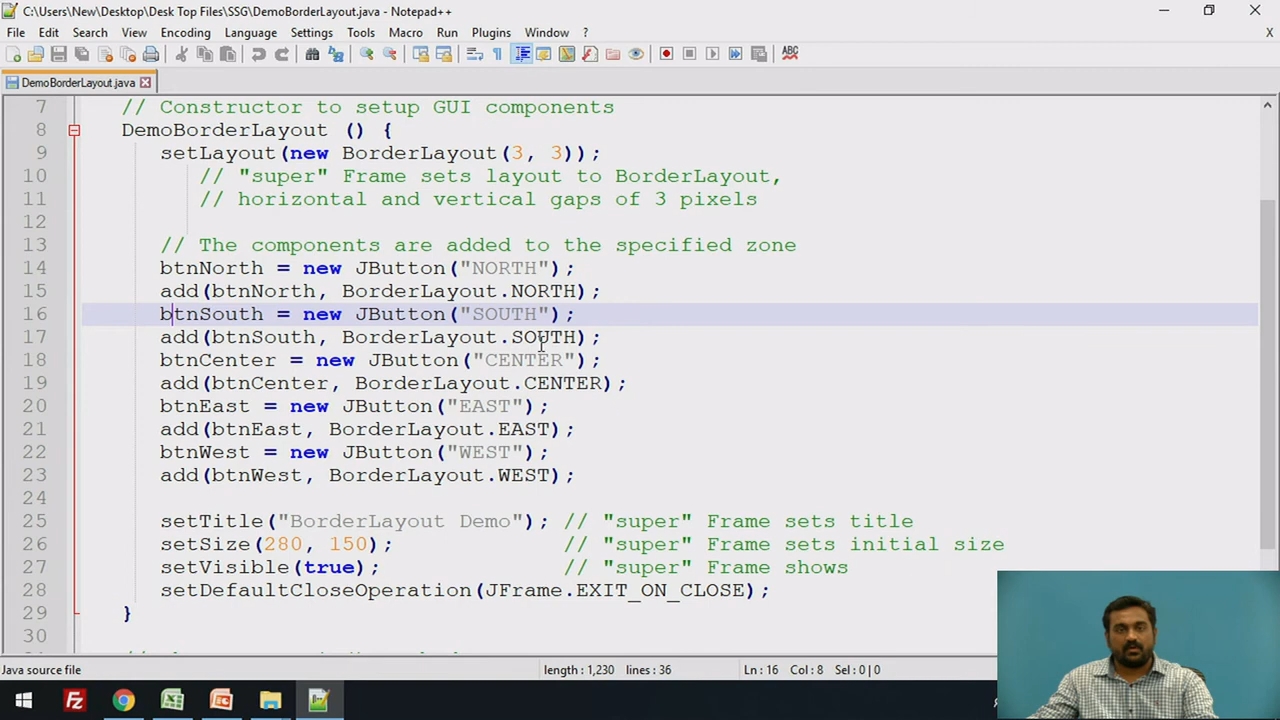 C:\Users\New\Desktop\Desk Top Files\SSG\DemoBorderLayout.java - Notepad++
File Edit Search View Encoding Language Settings Tools Macro Run Plugins Window ? X
DemoBorderLayout.java
7 // Constructor to setup GUI components
8 DemoBorderLayout () {
9 setLayout(new BorderLayout(3, 3));
10 // "super" Frame sets layout to BorderLayout,
11 // horizontal and vertical gaps of 3 pixels
12
13 // The components are added to the specified zone
14 btnNorth = new JButton("NORTH");
15 add(btnNorth, BorderLayout.NORTH);
16 btnSouth = new JButton("SOUTH");
17 add(btnSouth, BorderLayout.SOUTH);
18 btnCenter = new JButton("CENTER");
19 add(btnCenter, BorderLayout.CENTER);
20 btnEast = new JButton("EAST");
21 add(btnEast, BorderLayout.EAST);
22 btnWest = new JButton("WEST");
23 add(btnWest, BorderLayout.WEST);
24
25 setTitle("BorderLayout Demo"); // "super" Frame sets title
26 setSize(280, 150); // "super" Frame sets initial size
27 setVisible(true); // "super" Frame shows
28 setDefaultCloseOperation(JFrame.EXIT_ON_CLOSE);
29 }
30
Java source file length : 1,230 lines : 36 Ln : 16 Col : 8 Sel : 0 | 0